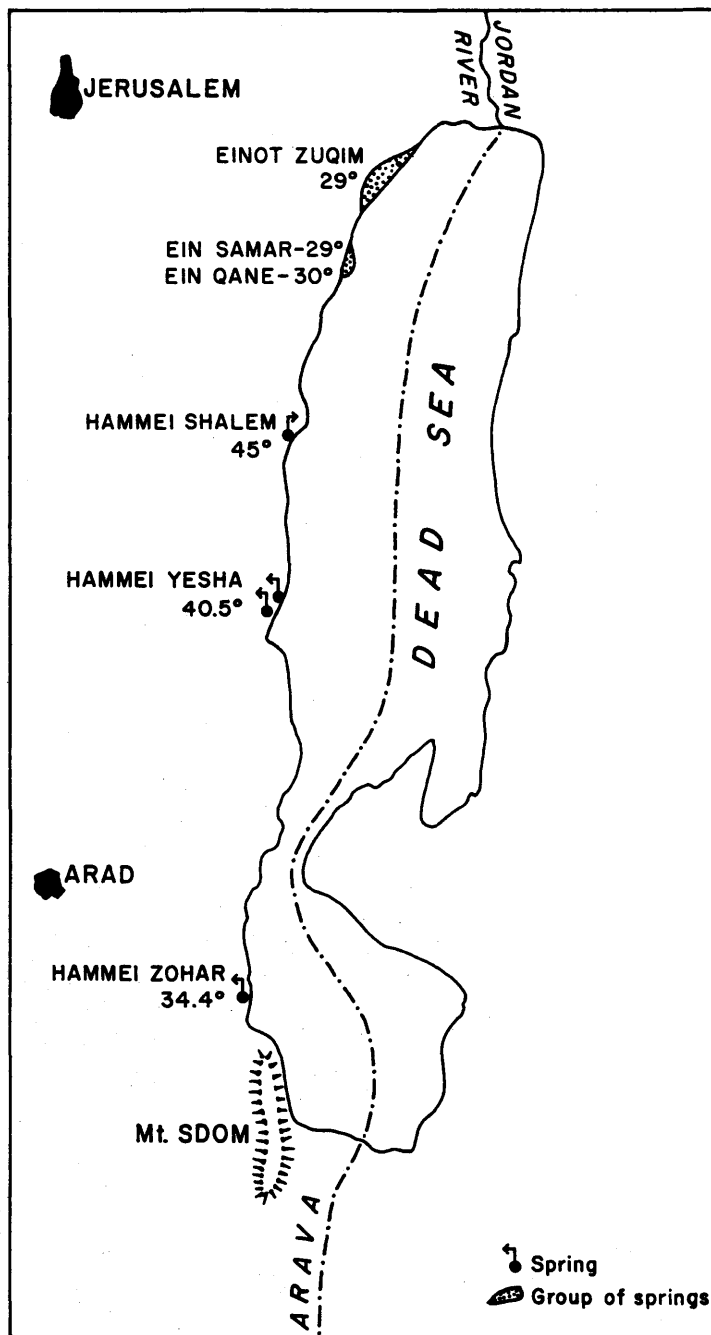 JORDAN
RIVER
JERUSALEM
EINOT ZUQIM
29°
EIN SAMAR-29°
EIN QANE-30°
HAMMEI SHALEM
45°
DEAD SEA
HAMMEI YESHA
40.5°
ARAD
HAMMEI ZOHAR
34.4°
Mt. SDOM
ARAVA
Spring
Group of springs